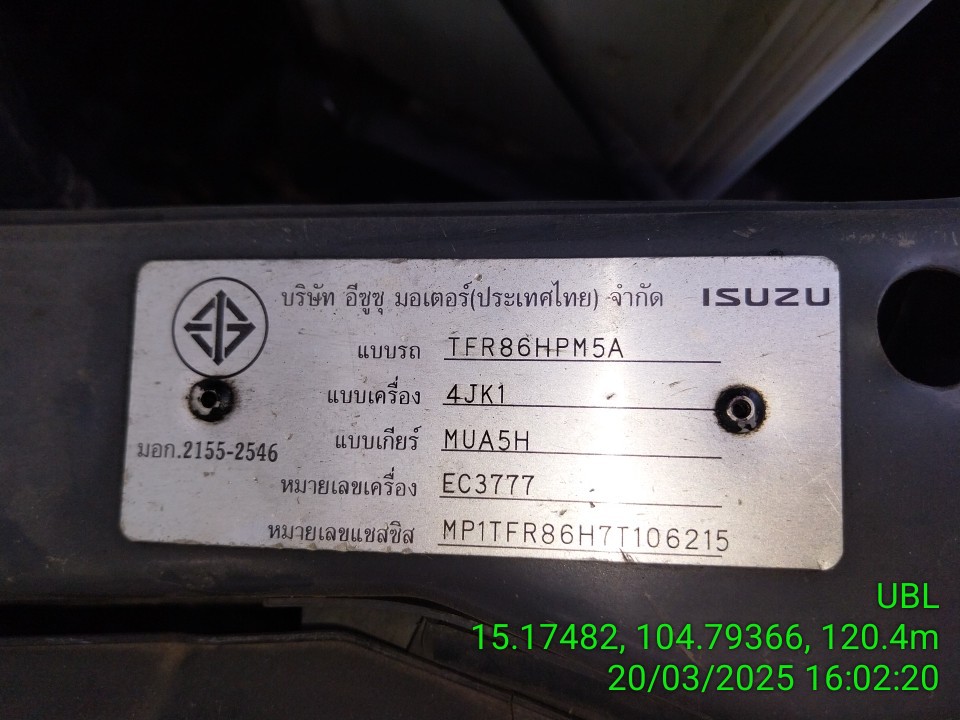 บริษัท อีซูซุ มอเตอร์(ประเทศไทย) จำกัด ISUZU
แบบรถ TFR86HPM5A
แบบเครื่อง 4JK1
แบบเกียร์ MUA5H
มอก.2155-2546
หมายเลขเครื่อง EC3777
หมายเลขแชสซิส MP1TFR86H7T106215
UBL
15.17482, 104.79366, 120.4m
20/03/2025 16:02:20